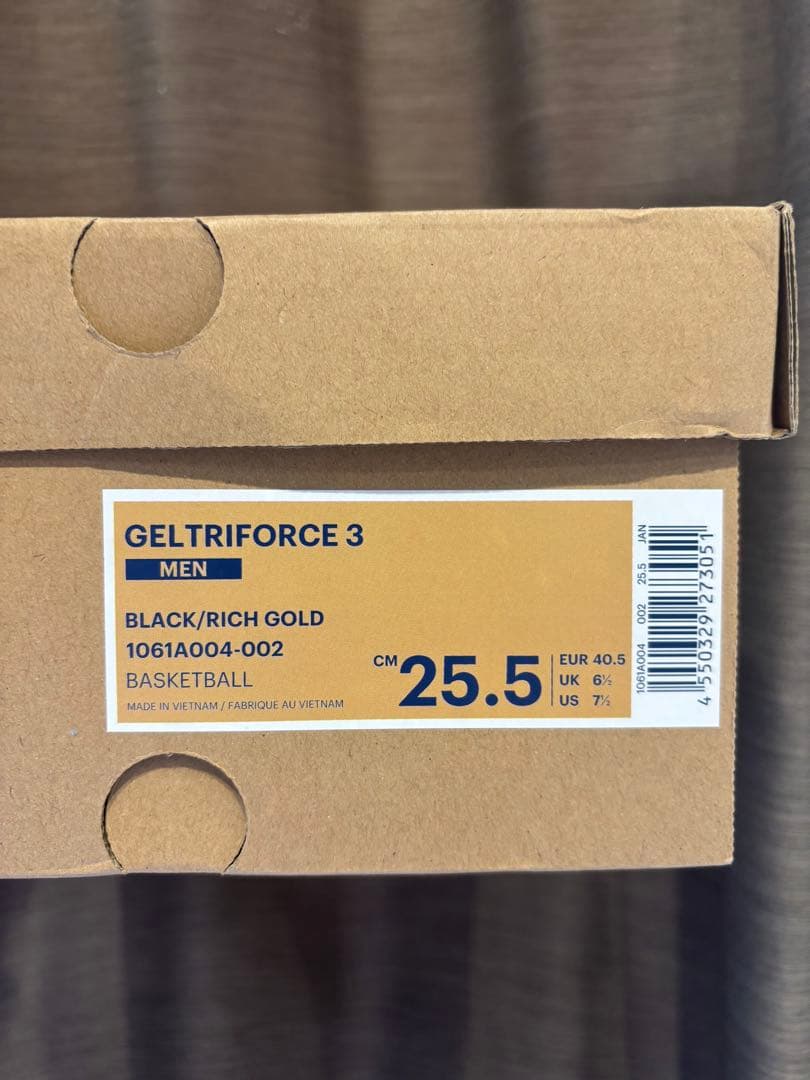 GELTRIFORCE 3
MEN
BLACK/RICH GOLD
1061A004-002
BASKETBALL
MADE IN VIETNAM / FABRIQUE AU VIETNAM
CM 25.5
EUR 40.5
UK 6½
US 7½
1061A004 002 25.5 JAN
4 550329 273051